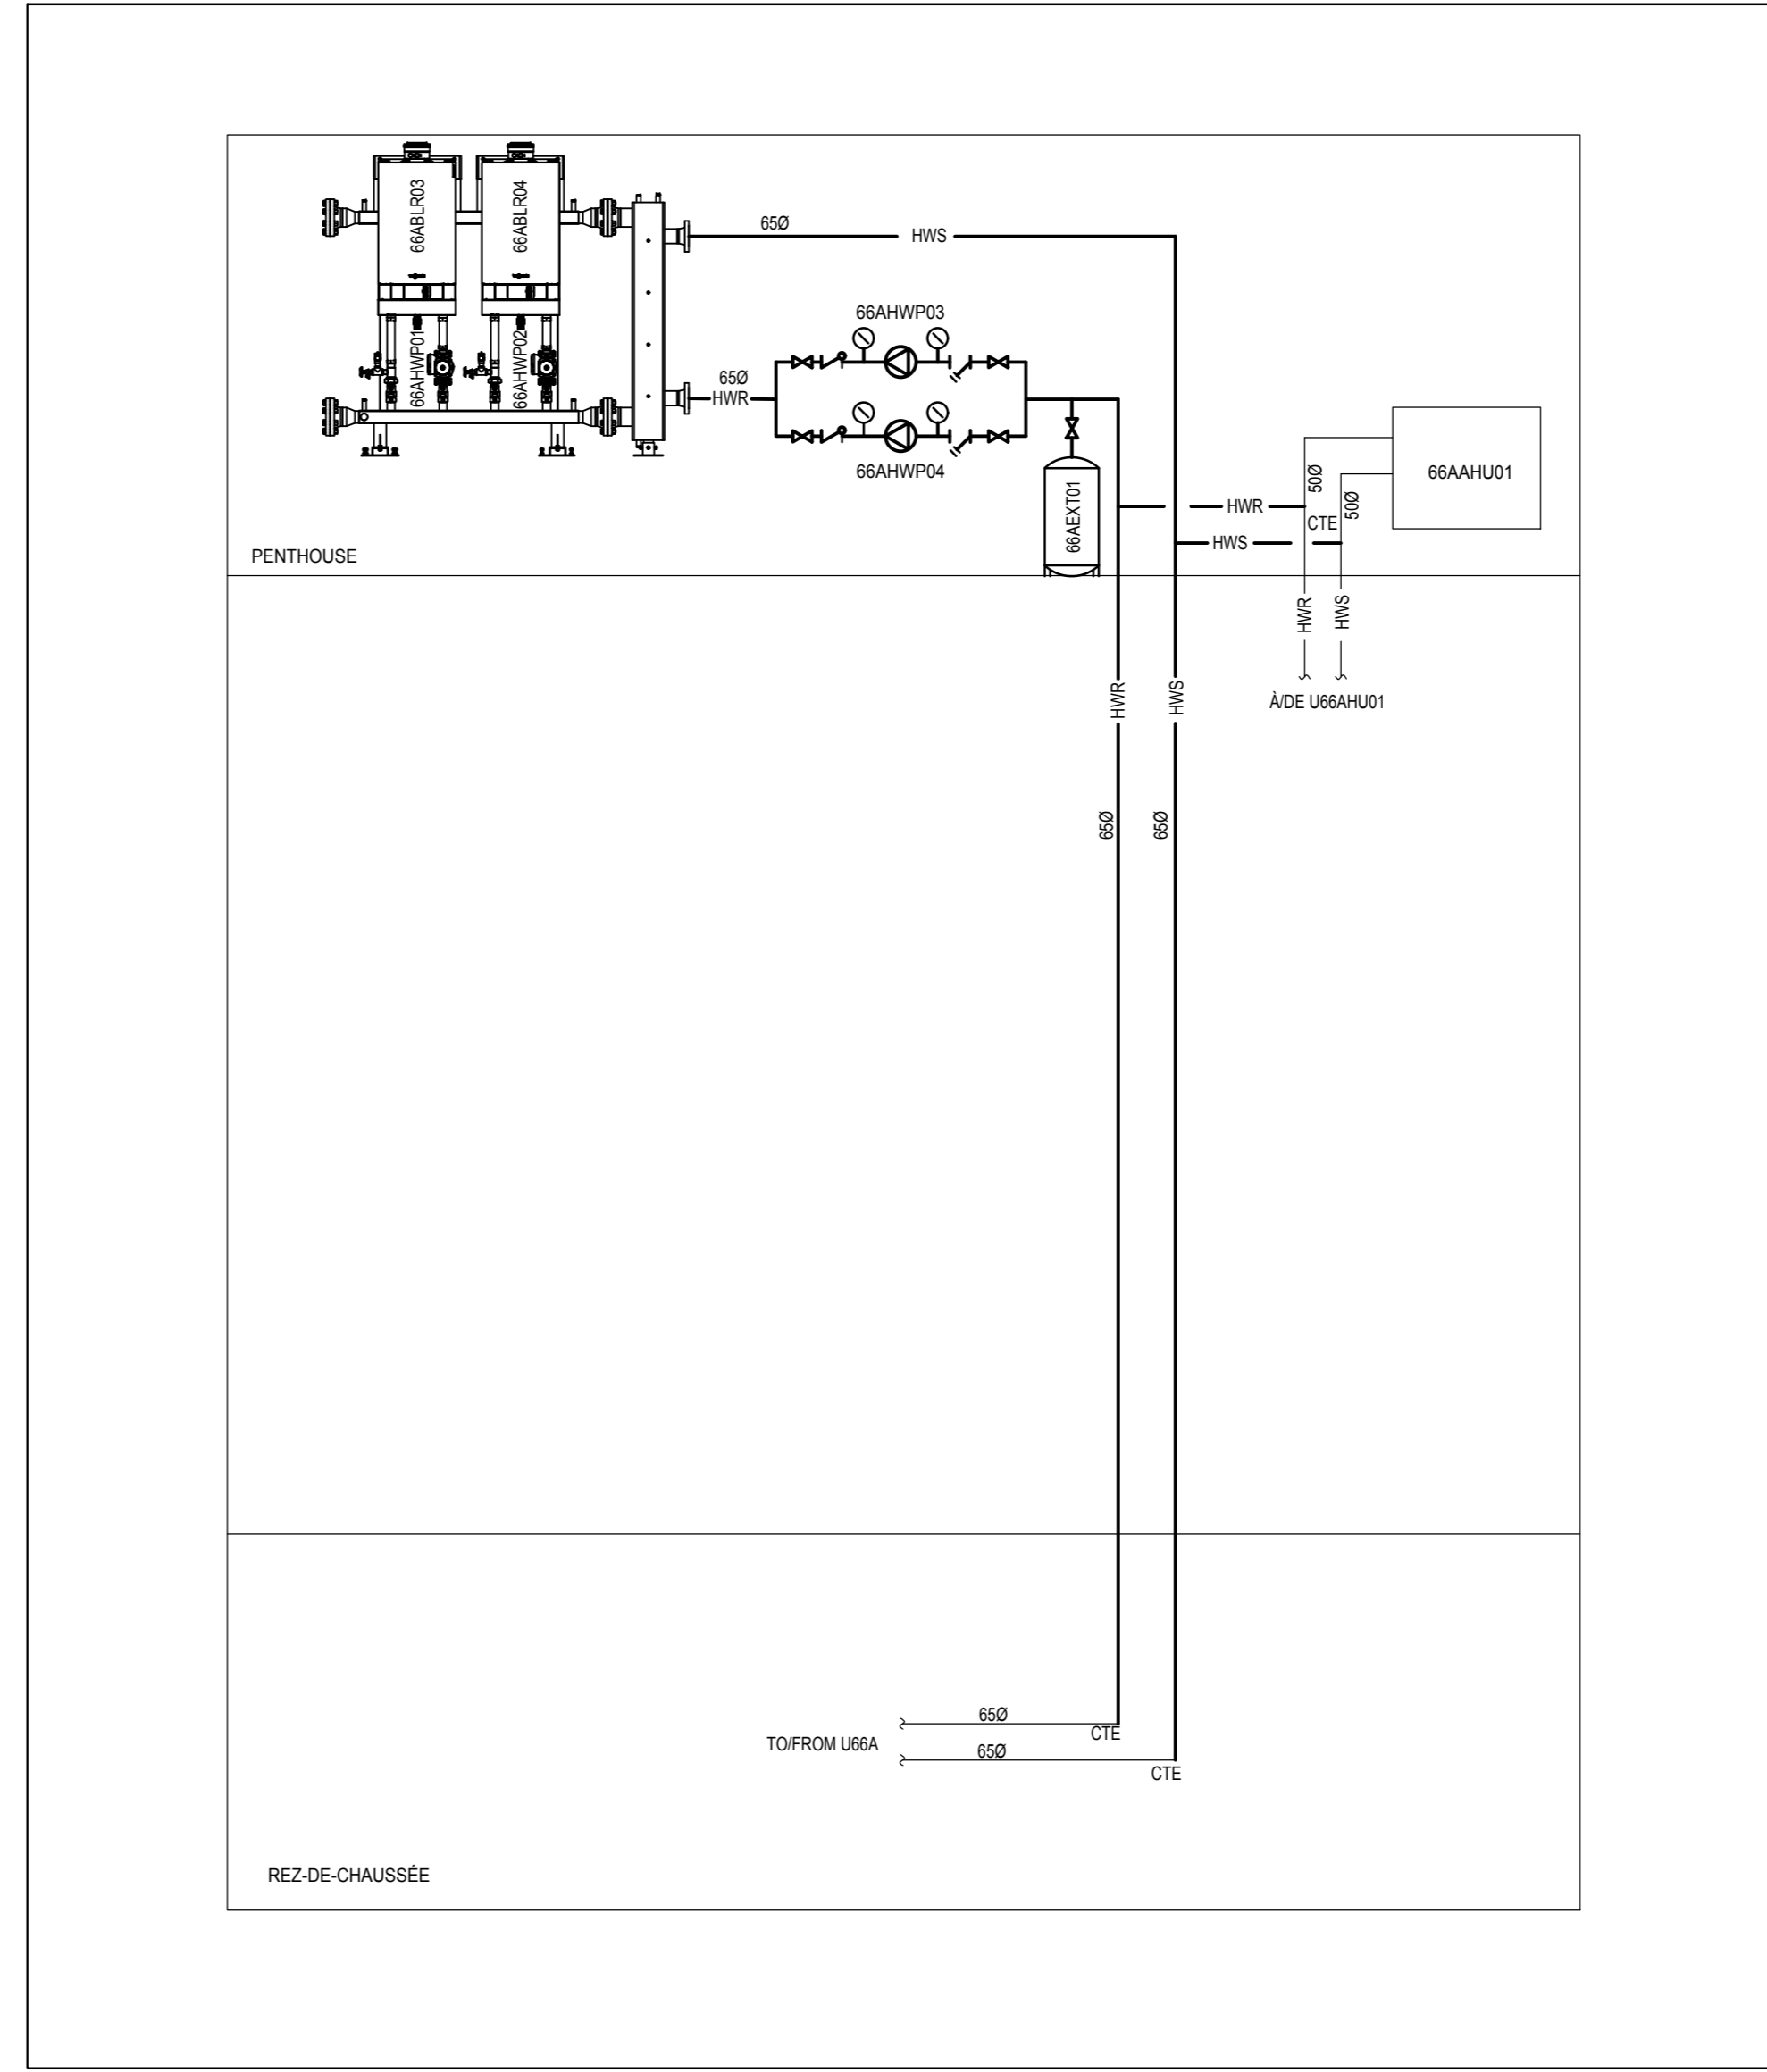 66ABLR03
66ABLR04
65Ø
HWS
66AHWP01
66AHWP02
66AHWP03
65Ø
HWR
66AHWP04
66AEXT01
66AAHU01
50Ø
50Ø
HWR
CTE
HWS
PENTHOUSE
HWR
HWS
À/DE U66AHU01
HWR
HWS
65Ø
65Ø
65Ø
CTE
TO/FROM U66A
65Ø
CTE
REZ-DE-CHAUSSÉE